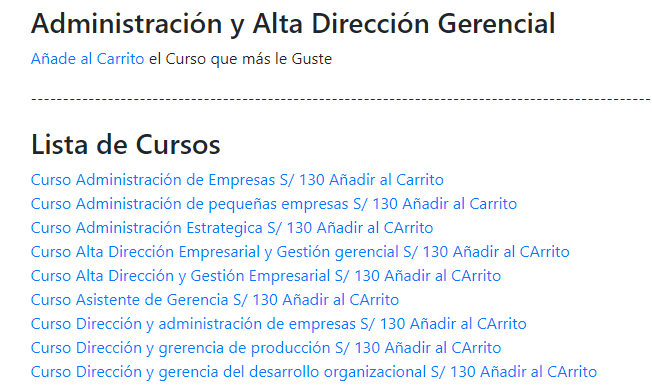 Administración y Alta Dirección Gerencial
Añade al Carrito el Curso que más le Guste
---------------------------------------------------------------------------------------------------
Lista de Cursos
Curso Administración de Empresas S/ 130 Añadir al Carrito
Curso Administración de pequeñas empresas S/ 130 Añadir al Carrito
Curso Administración Estrategica S/ 130 Añadir al CArrito
Curso Alta Dirección Empresarial y Gestión gerencial S/ 130 Añadir al CArrito
Curso Alta Dirección y Gestión Empresarial S/ 130 Añadir al CArrito
Curso Asistente de Gerencia S/ 130 Añadir al CArrito
Curso Dirección y administración de empresas S/ 130 Añadir al CArrito
Curso Dirección y grerencia de producción S/ 130 Añadir al CArrito
Curso Dirección y gerencia del desarrollo organizacional S/ 130 Añadir al CArrito